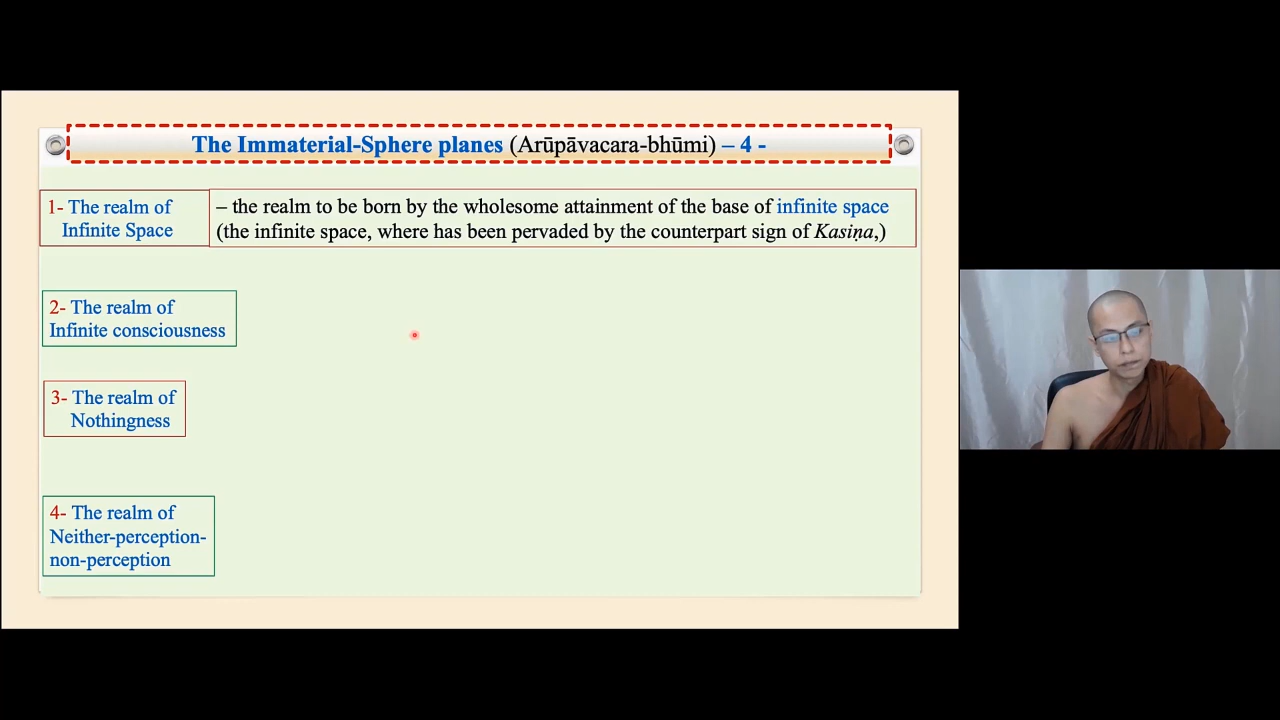 The Immaterial-Sphere planes (Arūpāvacara-bhūmi) – 4 -
1- The realm of
Infinite Space
– the realm to be born by the wholesome attainment of the base of infinite space
(the infinite space, where has been pervaded by the counterpart sign of Kasiṇa,)
2- The realm of
Infinite consciousness
3- The realm of
Nothingness
4- The realm of
Neither-perception-
non-perception